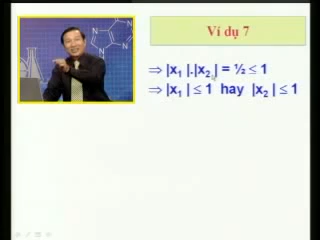 Ví dụ 7
⇒ |x₁ |.|x₂ | = ½ ≤ 1
⇒ |x₁ | ≤ 1 hay |x₂ | ≤ 1